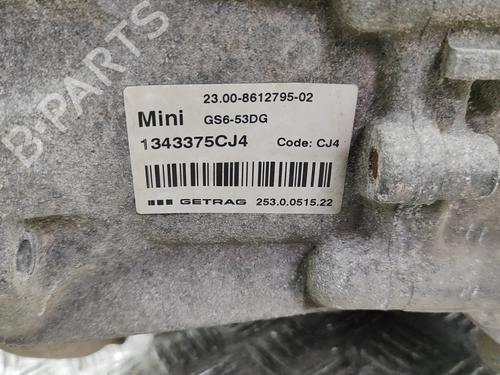 B-PARTS
23.00-8612795-02
Mini GS6-53DG
1343375CJ4 Code: CJ4
GETRAG 253.0.0515.22